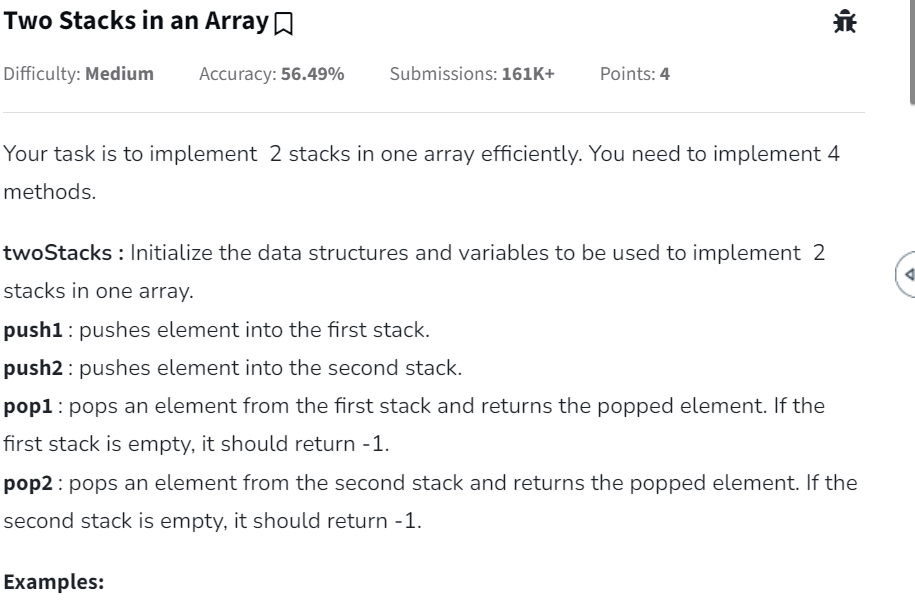 Two Stacks in an Array
Difficulty: Medium Accuracy: 56.49% Submissions: 161K+ Points: 4
Your task is to implement  2 stacks in one array efficiently. You need to implement 4
methods.
twoStacks : Initialize the data structures and variables to be used to implement  2
stacks in one array.
push1 : pushes element into the first stack.
push2 : pushes element into the second stack.
pop1 : pops an element from the first stack and returns the popped element. If the
first stack is empty, it should return -1.
pop2 : pops an element from the second stack and returns the popped element. If the
second stack is empty, it should return -1.
Examples: